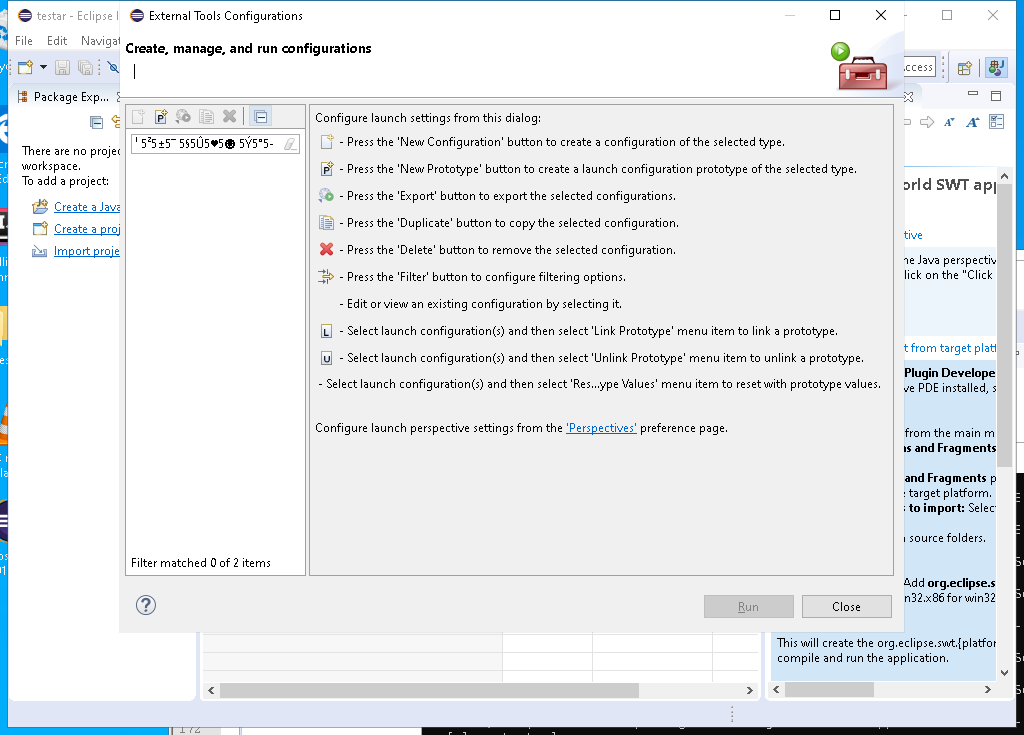 testar - Eclipse I
External Tools Configurations
File Edit Navigat
Create, manage, and run configurations
Package Exp...
There are no projec
workspace.
To add a project:
Create a Java
Create a proj
Import proje
Filter matched 0 of 2 items
Configure launch settings from this dialog:
- Press the 'New Configuration' button to create a configuration of the selected type.
- Press the 'New Prototype' button to create a launch configuration prototype of the selected type.
- Press the 'Export' button to export the selected configurations.
- Press the 'Duplicate' button to copy the selected configuration.
- Press the 'Delete' button to remove the selected configuration.
- Press the 'Filter' button to configure filtering options.
- Edit or view an existing configuration by selecting it.
L - Select launch configuration(s) and then select 'Link Prototype' menu item to link a prototype.
U - Select launch configuration(s) and then select 'Unlink Prototype' menu item to unlink a prototype.
- Select launch configuration(s) and then select 'Res...ype Values' menu item to reset with prototype values.
Configure launch perspective settings from the 'Perspectives' preference page.
Run
Close
ccess
orld SWT app
tive
he Java perspectiv
lick on the "Click
t from target platf
Plugin Develope
ve PDE installed, s
from the main m
ns and Fragments
and Fragments p
e target platform.
s to import: Selec
n source folders.
Add org.eclipse.s
n32.x86 for win32
This will create the org.eclipse.swt.{platfor
compile and run the application.
172